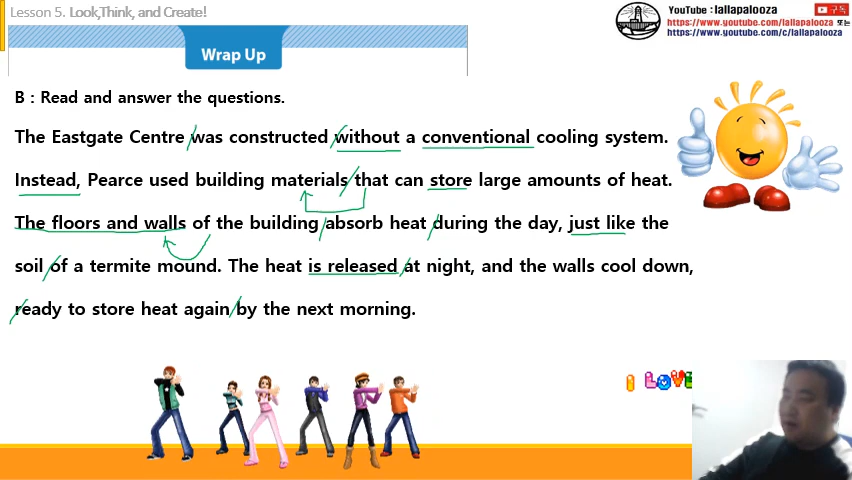 Lesson 5. Look,Think, and Create!
YouTube : lallapalooza 구독
https://www.youtube.com/lallapalooza 또는
https://www.youtube.com/c/lallapalooza
Wrap Up
B : Read and answer the questions.
The Eastgate Centre was constructed without a conventional cooling system.
Instead, Pearce used building materials that can store large amounts of heat.
The floors and walls of the building absorb heat during the day, just like the
soil of a termite mound. The heat is released at night, and the walls cool down,
ready to store heat again by the next morning.
I LOVE